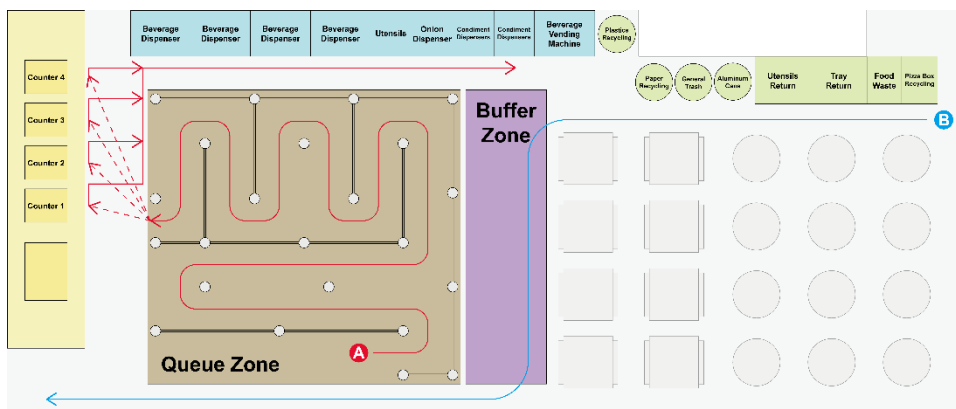 Beverage
Dispenser
Beverage
Dispenser
Beverage
Dispenser
Beverage
Dispenser
Utensils
Onion
Dispenser
Condiment
Dispensers
Condiment
Dispensers
Beverage
Vending
Machine
Plastics
Recycling
Paper
Recycling
General
Trash
Aluminum
Cans
Utensils
Return
Tray
Return
Food
Waste
Pizza Box
Recycling
Counter 4
Counter 3
Counter 2
Counter 1
Buffer
Zone
B
A
Queue Zone